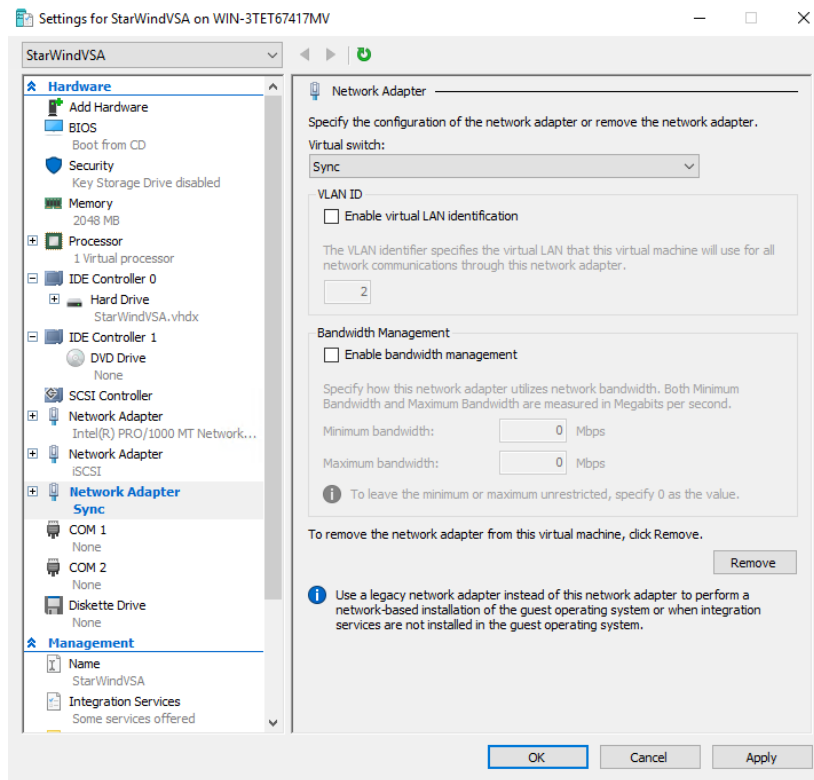 Settings for StarWindVSA on WIN-3TET67417MV
StarWindVSA
Hardware
Add Hardware
BIOS
Boot from CD
Security
Key Storage Drive disabled
Memory
2048 MB
Processor
1 Virtual processor
IDE Controller 0
Hard Drive
StarWindVSA.vhdx
IDE Controller 1
DVD Drive
None
SCSI Controller
Network Adapter
Intel(R) PRO/1000 MT Network...
Network Adapter
iSCSI
Network Adapter
Sync
COM 1
None
COM 2
None
Diskette Drive
None
Management
Name
StarWindVSA
Integration Services
Some services offered
Network Adapter
Specify the configuration of the network adapter or remove the network adapter.
Virtual switch:
Sync
VLAN ID
Enable virtual LAN identification
The VLAN identifier specifies the virtual LAN that this virtual machine will use for all
network communications through this network adapter.
2
Bandwidth Management
Enable bandwidth management
Specify how this network adapter utilizes network bandwidth. Both Minimum
Bandwidth and Maximum Bandwidth are measured in Megabits per second.
Minimum bandwidth: 0 Mbps
Maximum bandwidth: 0 Mbps
To leave the minimum or maximum unrestricted, specify 0 as the value.
To remove the network adapter from this virtual machine, click Remove.
Remove
Use a legacy network adapter instead of this network adapter to perform a
network-based installation of the guest operating system or when integration
services are not installed in the guest operating system.
OK Cancel Apply